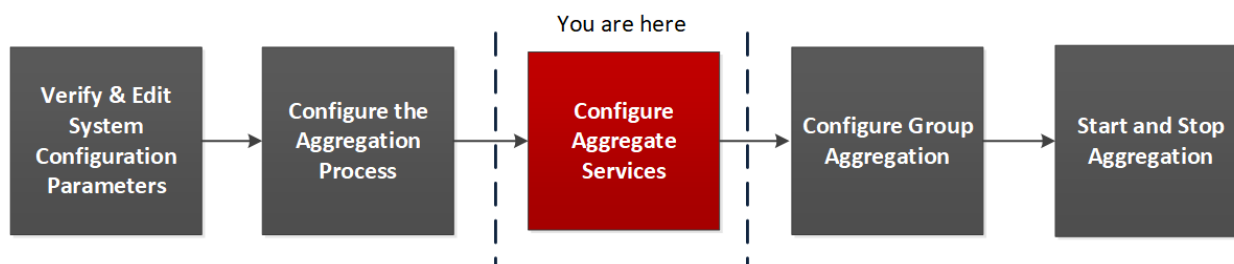 You are here
Verify & Edit
System
Configuration
Parameters
Configure the
Aggregation
Process
Configure
Aggregate
Services
Configure Group
Aggregation
Start and Stop
Aggregation